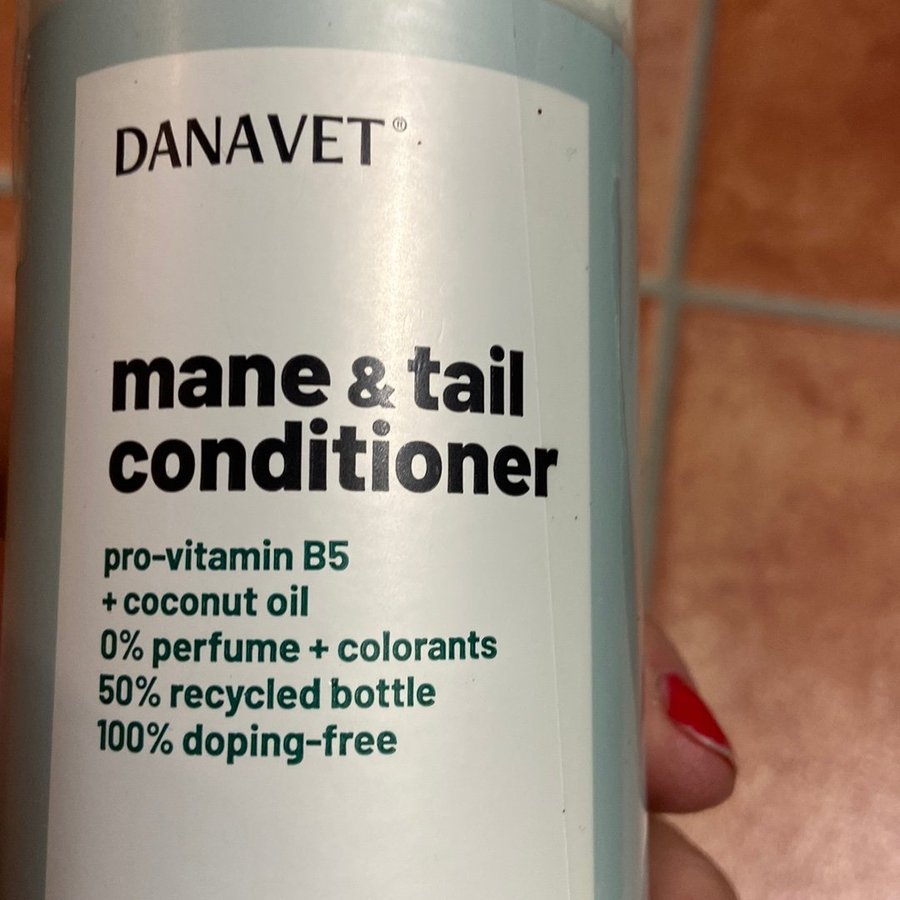 DANAVET®
mane & tail
conditioner
pro-vitamin B5
+ coconut oil
0% perfume + colorants
50% recycled bottle
100% doping-free